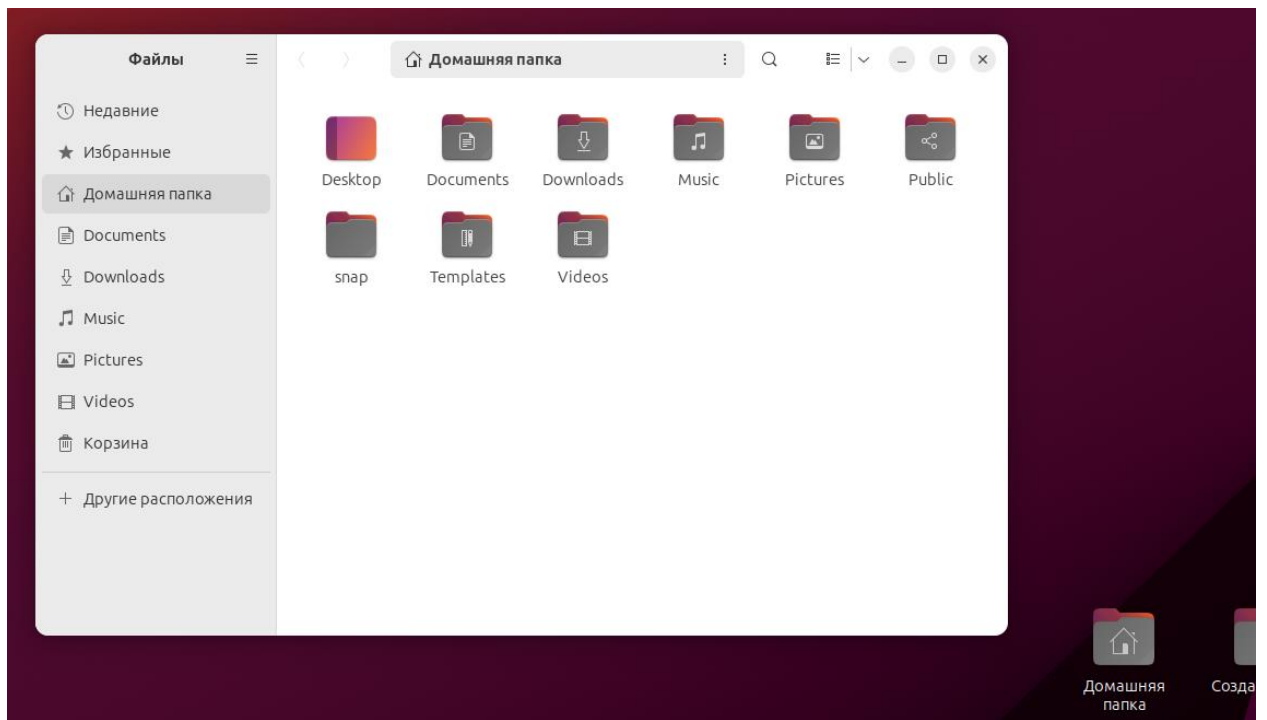 Файлы
Домашняя папка
Недавние
Избранные
Домашняя папка
Documents
Downloads
Music
Pictures
Videos
Корзина
Другие расположения
Desktop Documents Downloads Music Pictures Public
snap Templates Videos
Домашняя
папка